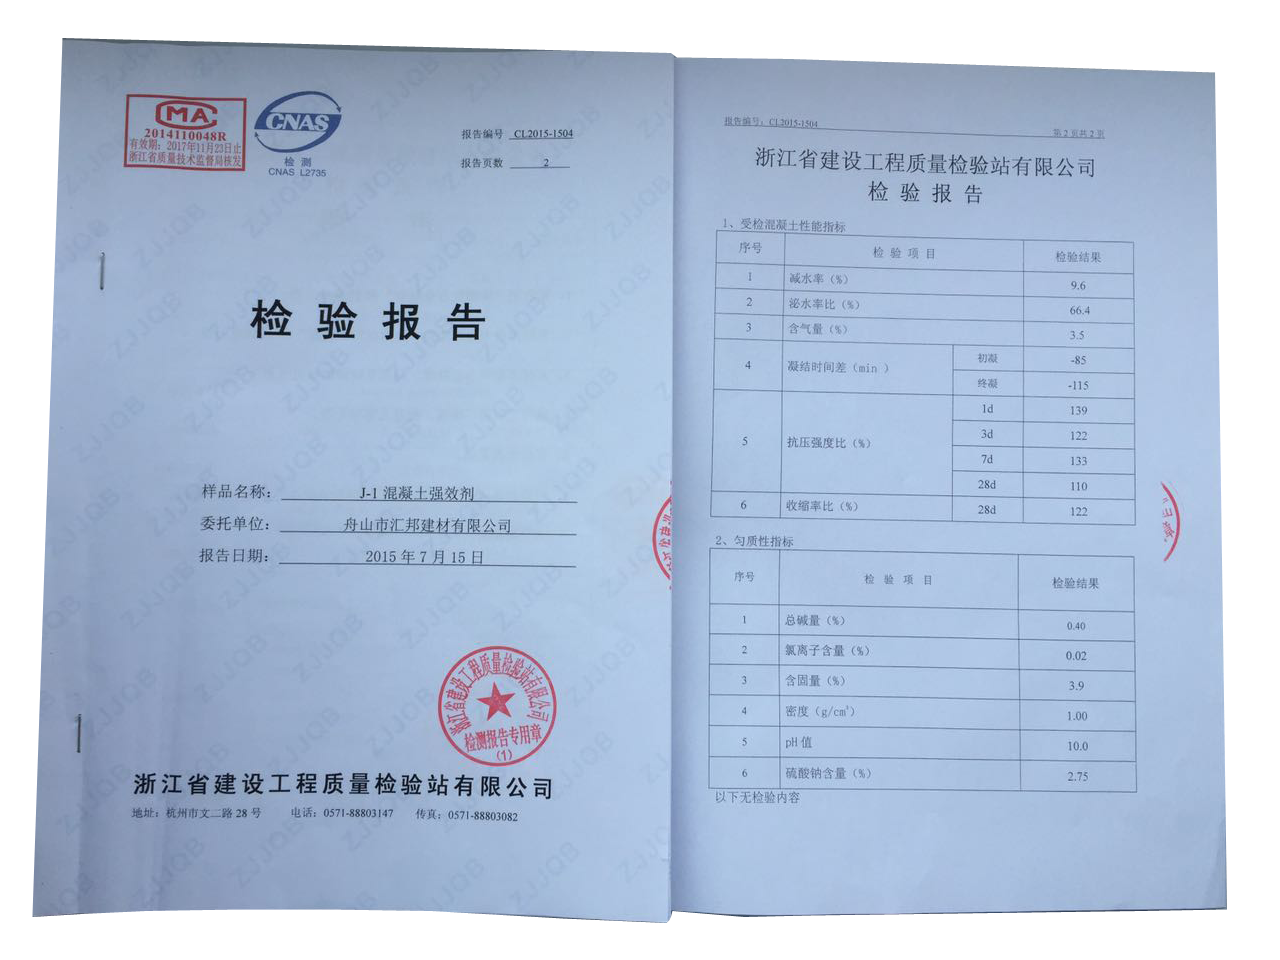 MA
2014110048R
有效期：2017年11月23日止
浙江省质量技术监督局核发
CNAS
检 测
CNAS L2735
报告编号 CL2015-1504
报告页数 2
检 验 报 告
样品名称： J-1 混凝土强效剂
委托单位： 舟山市汇邦建材有限公司
报告日期： 2015 年 7 月 15 日
浙江省建设工程质量检验站有限公司
检测报告专用章
(1)
浙江省建设工程质量检验站有限公司
地址：杭州市文二路 28 号 电话：0571-88803147 传真：0571-88803082
报告编号：CL2015-1504 第 2 页共 2 页
浙江省建设工程质量检验站有限公司
检 验 报 告
1、受检混凝土性能指标
序号 检 验 项 目 检验结果
1 减水率（%） 9.6
2 泌水率比（%） 66.4
3 含气量（%） 3.5
4 凝结时间差（min ） 初凝 -85
终凝 -115
5 抗压强度比（%） 1d 139
3d 122
7d 133
28d 110
6 收缩率比（%） 28d 122
2、匀质性指标
序号 检 验 项 目 检验结果
1 总碱量（%） 0.40
2 氯离子含量（%） 0.02
3 含固量（%） 3.9
4 密度（g/cm³） 1.00
5 pH 值 10.0
6 硫酸钠含量（%） 2.75
以下无检验内容